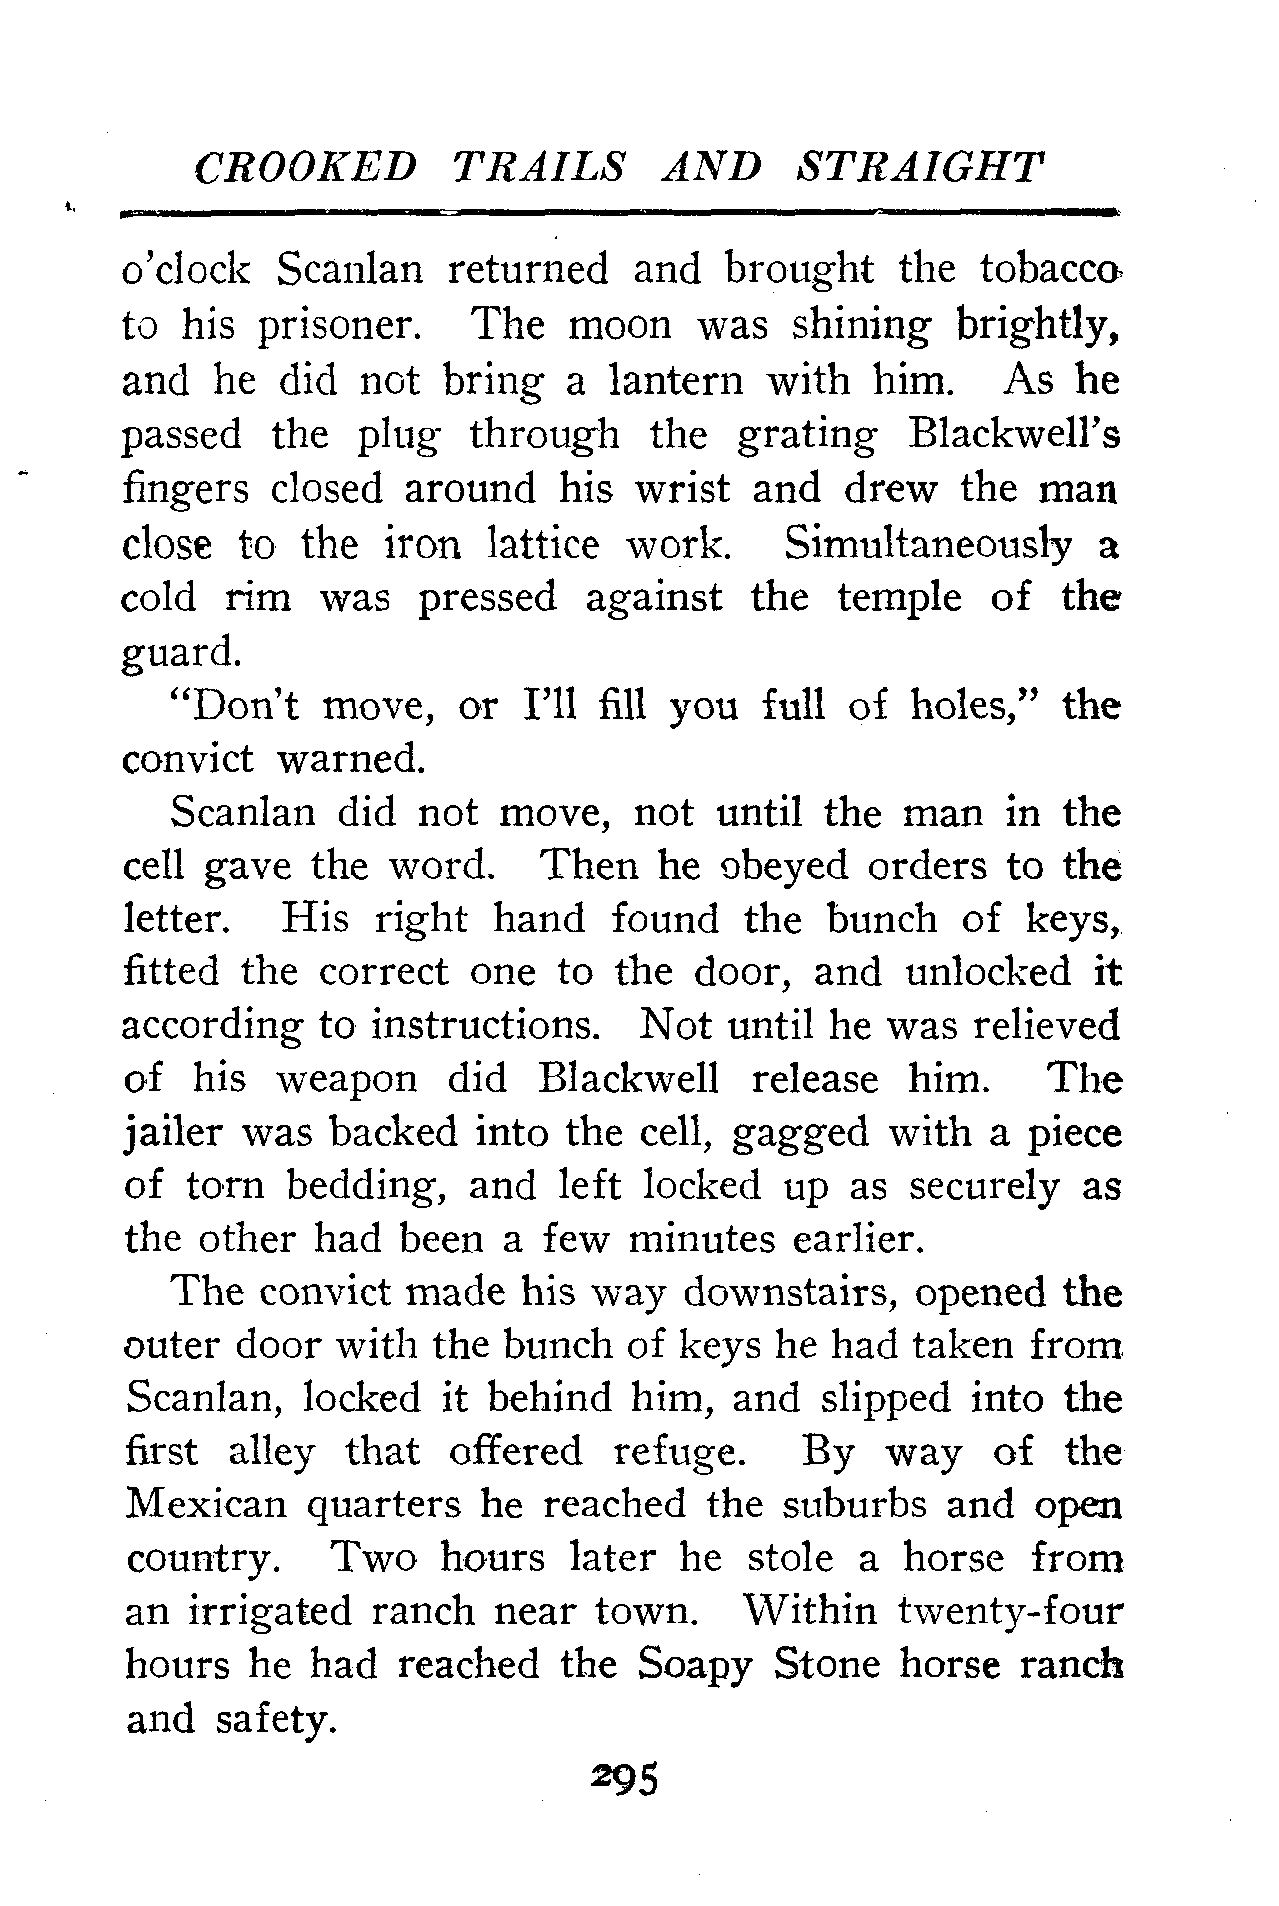 CROOKED TRAILS AND STRAIGHT
o'clock Scanlan returned and brought the tobacco
to his prisoner. The moon was shining brightly,
and he did not bring a lantern with him. As he
passed the plug through the grating Blackwell's
fingers closed around his wrist and drew the man
close to the iron lattice work. Simultaneously a
cold rim was pressed against the temple of the
guard.
"Don't move, or I'll fill you full of holes," the
convict warned.
Scanlan did not move, not until the man in the
cell gave the word. Then he obeyed orders to the
letter. His right hand found the bunch of keys,
fitted the correct one to the door, and unlocked it
according to instructions. Not until he was relieved
of his weapon did Blackwell release him. The
jailer was backed into the cell, gagged with a piece
of torn bedding, and left locked up as securely as
the other had been a few minutes earlier.
The convict made his way downstairs, opened the
outer door with the bunch of keys he had taken from
Scanlan, locked it behind him, and slipped into the
first alley that offered refuge. By way of the
Mexican quarters he reached the suburbs and open
country. Two hours later he stole a horse from
an irrigated ranch near town. Within twenty-four
hours he had reached the Soapy Stone horse ranch
and safety.
295